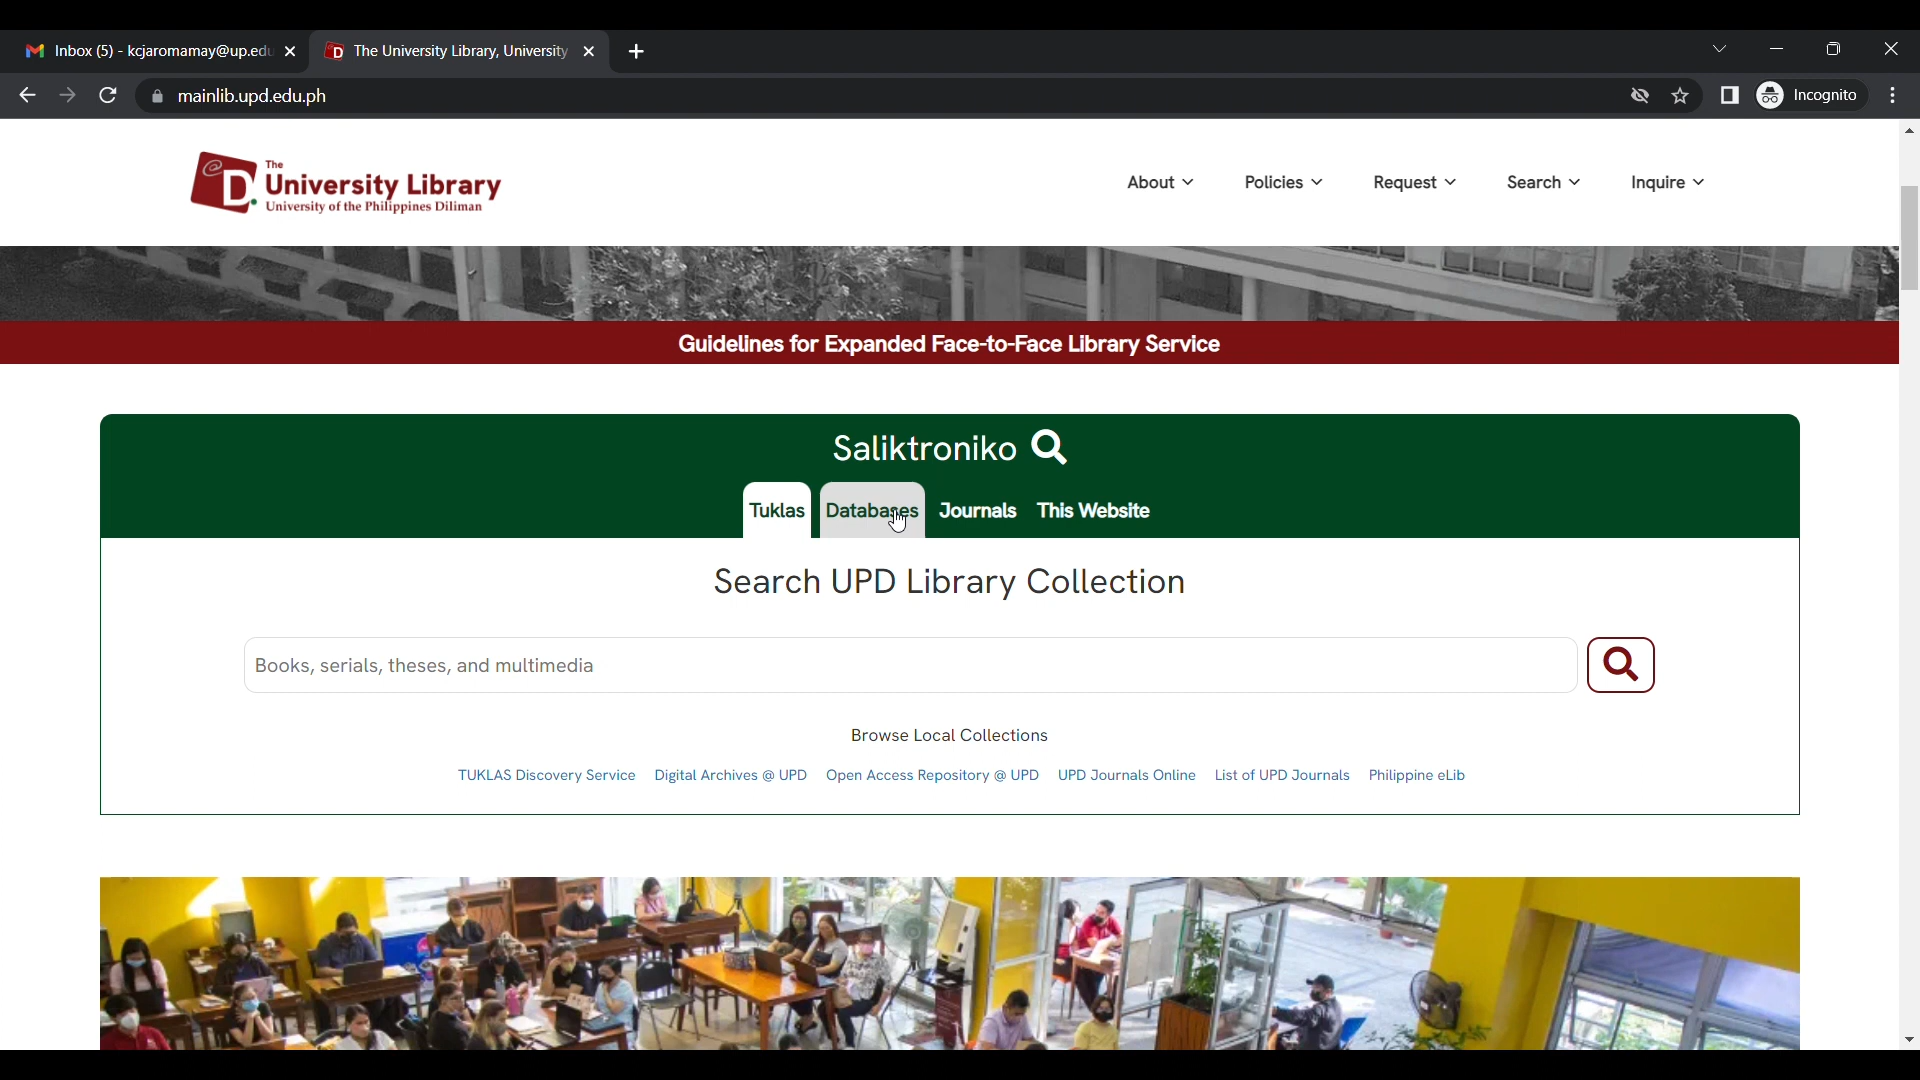 Inbox (5) - kcjaromamay@up.edu
The University Library, University
mainlib.upd.edu.ph
Incognito
The
University Library
University of the Philippines Diliman
About
Policies
Request
Search
Inquire
Guidelines for Expanded Face-to-Face Library Service
Saliktroniko
Tuklas
Databases
Journals
This Website
Search UPD Library Collection
Books, serials, theses, and multimedia
Browse Local Collections
TUKLAS Discovery Service
Digital Archives @ UPD
Open Access Repository @ UPD
UPD Journals Online
List of UPD Journals
Philippine eLib